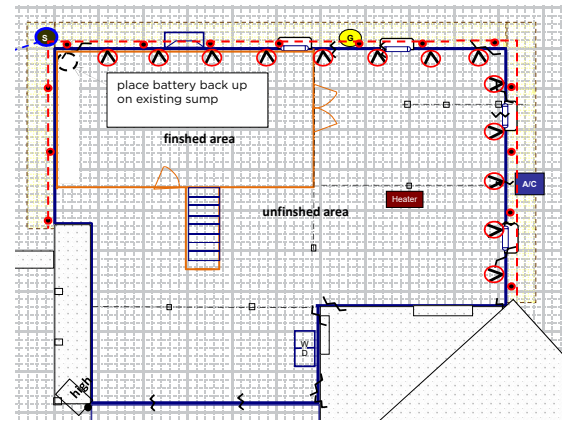 S
G
place battery back up
on existing sump
finshed area
A/C
Heater
unfinshed area
W
D
high